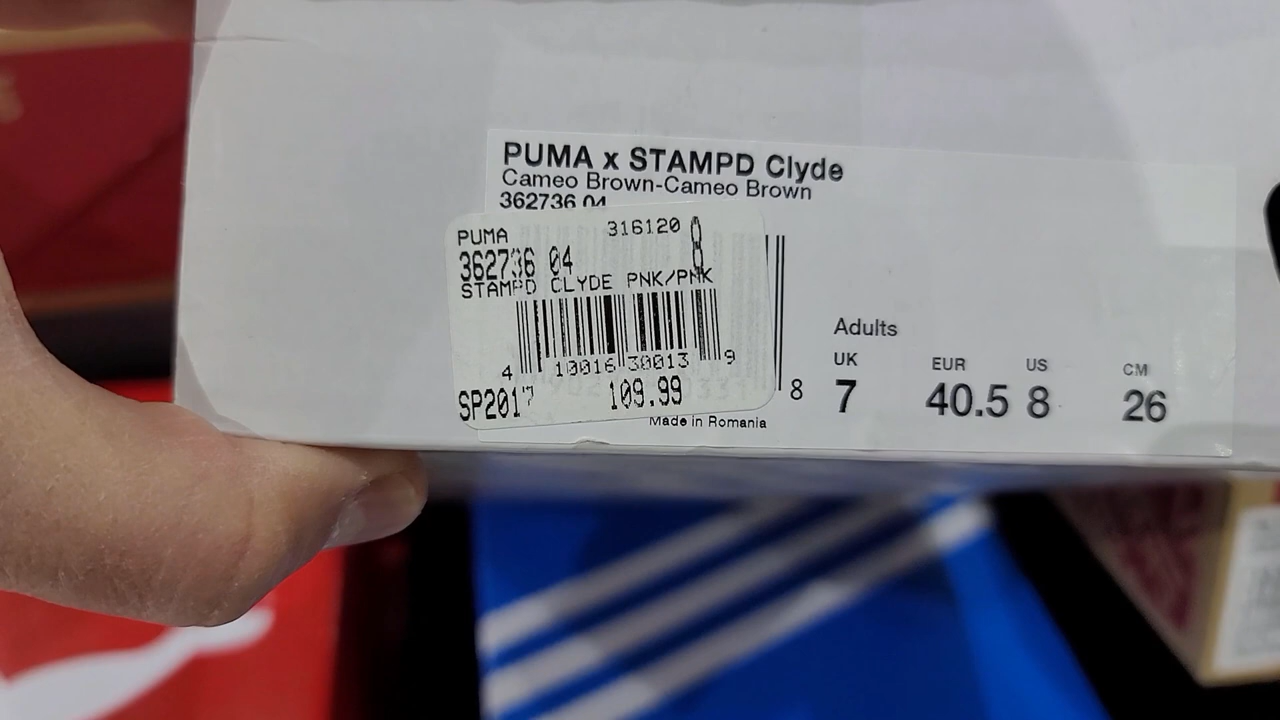 PUMA x STAMPD Clyde
Cameo Brown-Cameo Brown
362736 04
PUMA 316120 8
362736 04
STAMPD CLYDE PNK/PNK
4 10016 30013 9
SP2017 109.99
8
Made in Romania
Adults
UK EUR US CM
7 40.5 8 26